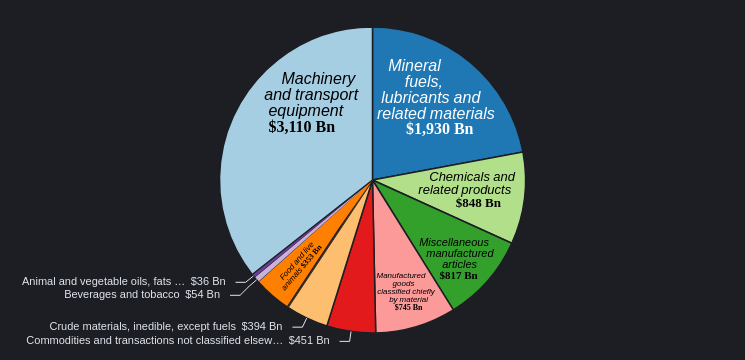 Machinery
and transport
equipment
$3,110 Bn
Mineral
fuels,
lubricants and
related materials
$1,930 Bn
Chemicals and
related products
$848 Bn
Miscellaneous
manufactured
articles
$817 Bn
Manufactured
goods
classified chiefly
by material
$745 Bn
Food and live
animals $353 Bn
Animal and vegetable oils, fats … $36 Bn
Beverages and tobacco $54 Bn
Crude materials, inedible, except fuels $394 Bn
Commodities and transactions not classified elsew… $451 Bn